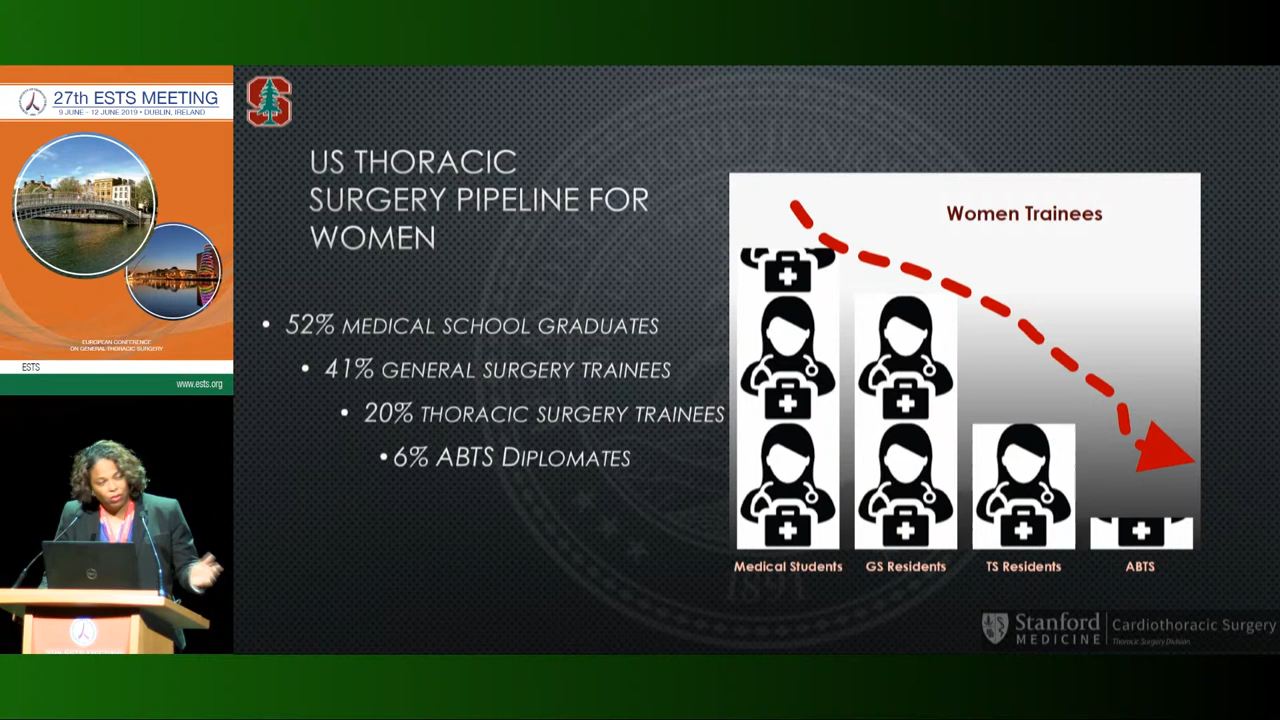 27th ESTS MEETING
9 JUNE - 12 JUNE 2019 • DUBLIN, IRELAND
EUROPEAN CONFERENCE
ON GENERAL THORACIC SURGERY
ESTS
www.ests.org
US THORACIC
SURGERY PIPELINE FOR
WOMEN
• 52% MEDICAL SCHOOL GRADUATES
• 41% GENERAL SURGERY TRAINEES
• 20% THORACIC SURGERY TRAINEES
• 6% ABTS DIPLOMATES
Women Trainees
Medical Students GS Residents TS Residents ABTS
1891
Stanford
MEDICINE
Cardiothoracic Surgery
Thoracic Surgery Division